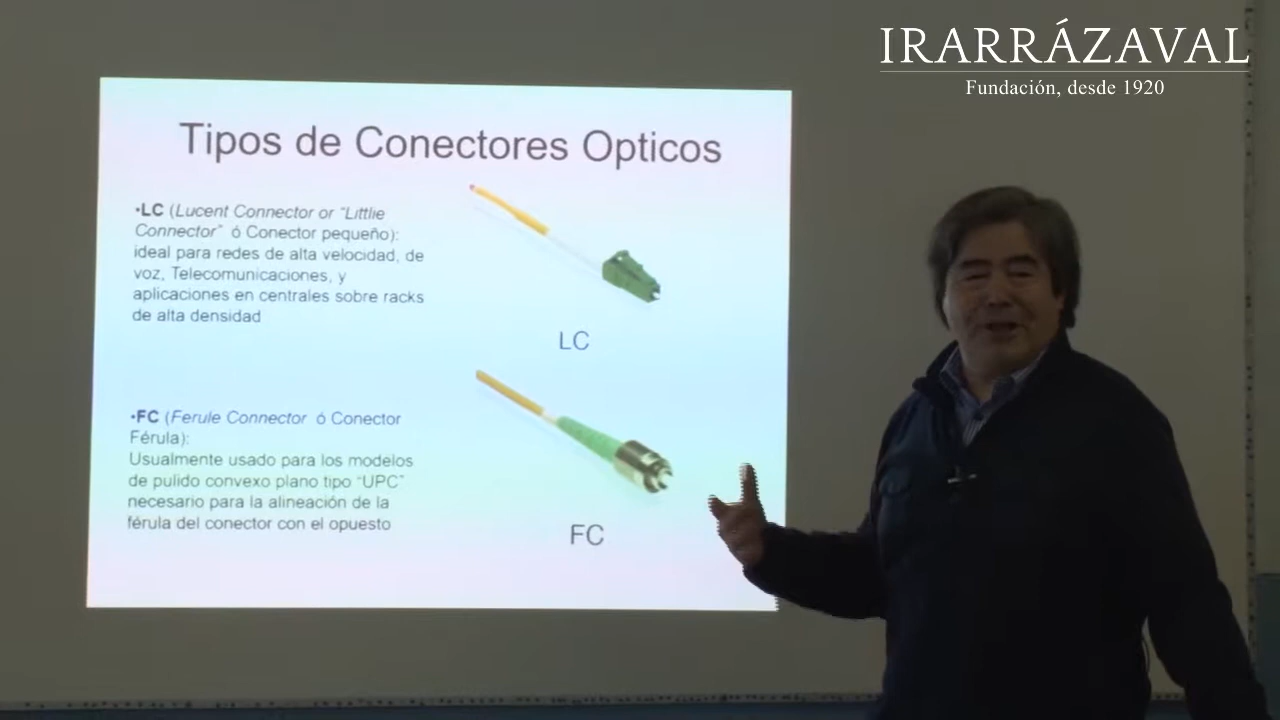 IRARRÁZAVAL
Fundación, desde 1920
Tipos de Conectores Opticos
•LC (Lucent Connector or "Littlie
Connector" ó Conector pequeño):
ideal para redes de alta velocidad, de
voz, Telecomunicaciones, y
aplicaciones en centrales sobre racks
de alta densidad
LC
•FC (Ferule Connector ó Conector
Férula):
Usualmente usado para los modelos
de pulido convexo plano tipo "UPC"
necesario para la alineación de la
férula del conector con el opuesto
FC